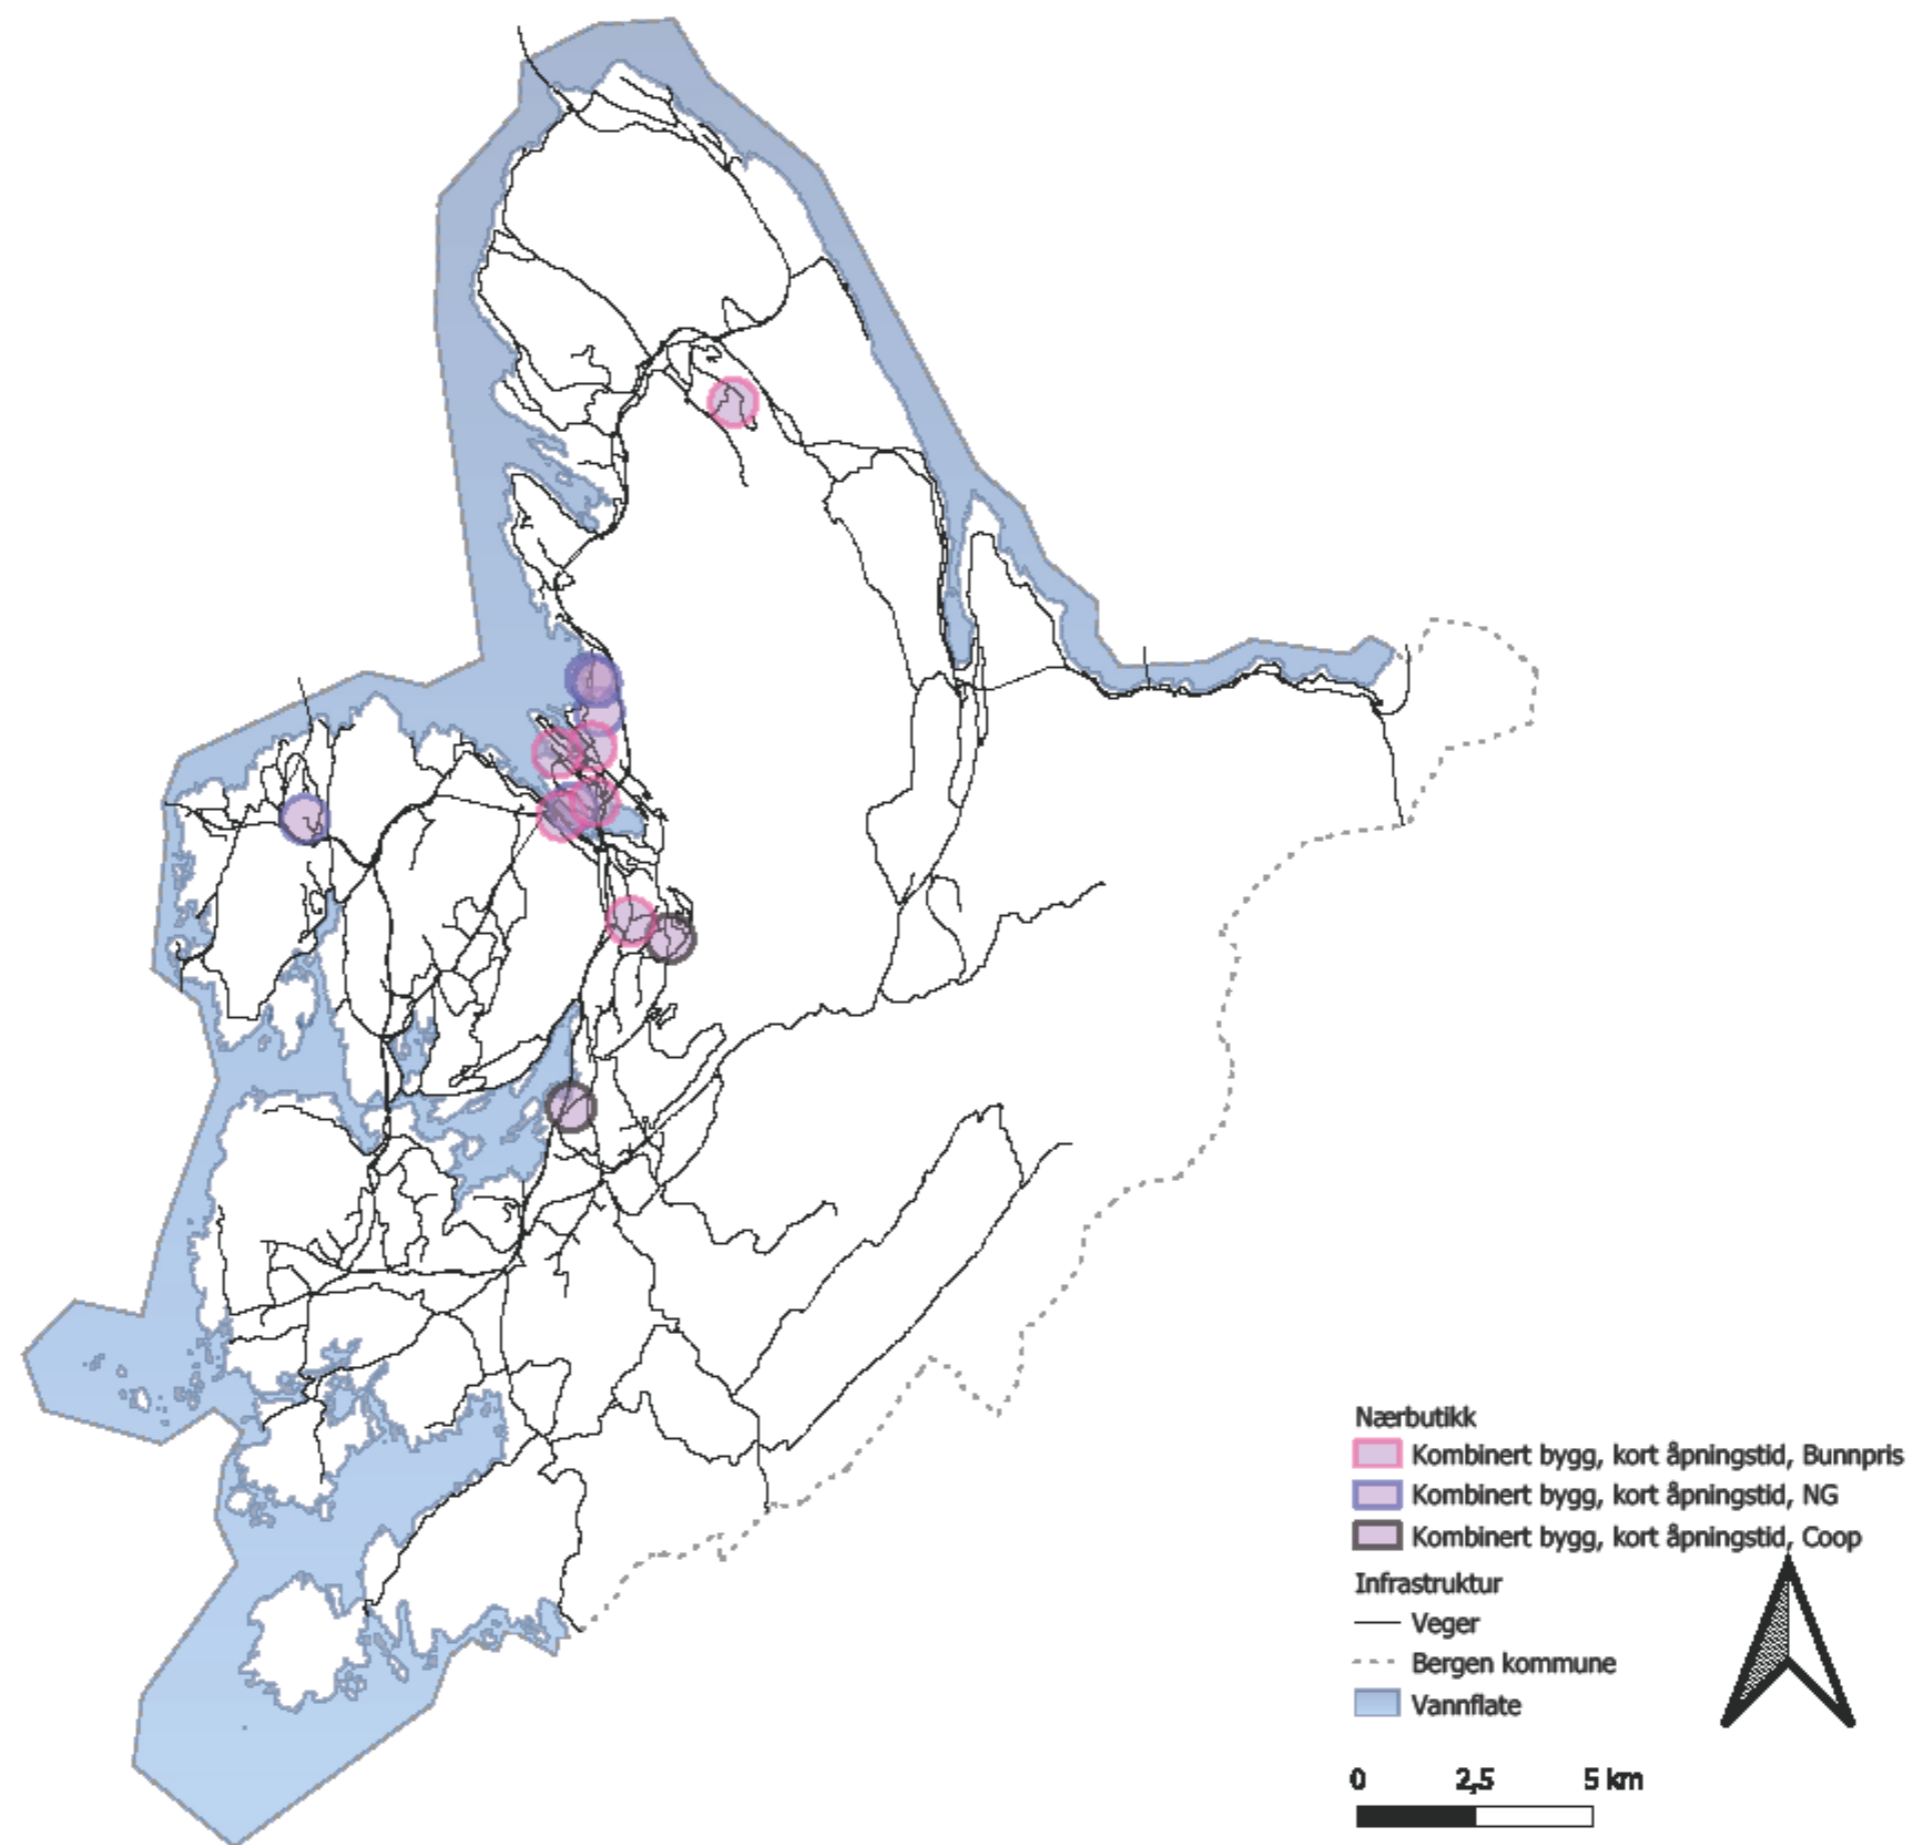 Nærbutikk
Kombinert bygg, kort åpningstid, Bunnpris
Kombinert bygg, kort åpningstid, NG
Kombinert bygg, kort åpningstid, Coop
Infrastruktur
Veger
Bergen kommune
Vannflate
0 2,5 5 km